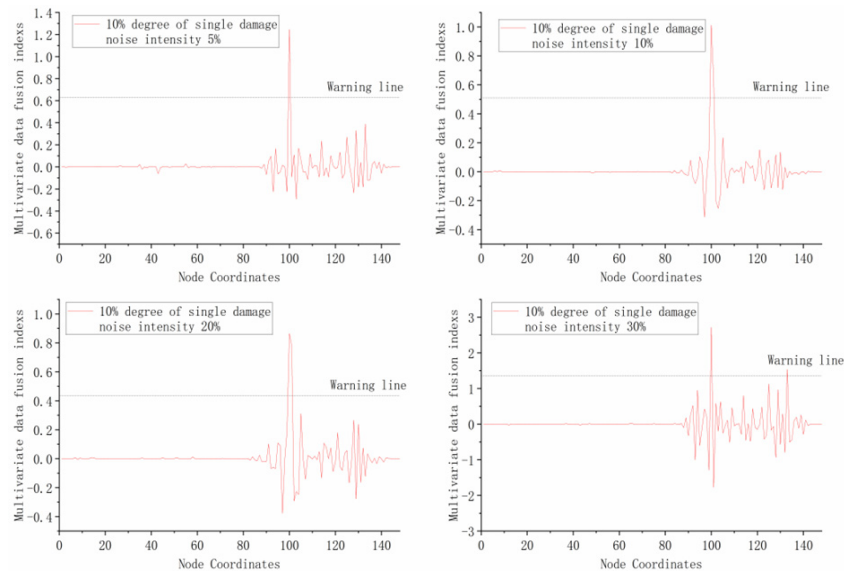 10% degree of single damage
noise intensity 5%
Warning line
Multivariate data fusion indexs
1.4
1.2
1.0
0.8
0.6
0.4
0.2
0.0
-0.2
-0.4
-0.6
0 20 40 60 80 100 120 140
Node Coordinates
10% degree of single damage
noise intensity 10%
Warning line
Multivariate data fusion indexs
1.0
0.8
0.6
0.4
0.2
0.0
-0.2
-0.4
0 20 40 60 80 100 120 140
Node Coordinates
10% degree of single damage
noise intensity 20%
Warning line
Multivariate data fusion indexs
1.0
0.8
0.6
0.4
0.2
0.0
-0.2
-0.4
0 20 40 60 80 100 120 140
Node Coordinates
10% degree of single damage
noise intensity 30%
Warning line
Multivariate data fusion indexs
3
2
1
0
-1
-2
-3
0 20 40 60 80 100 120 140
Node Coordinates